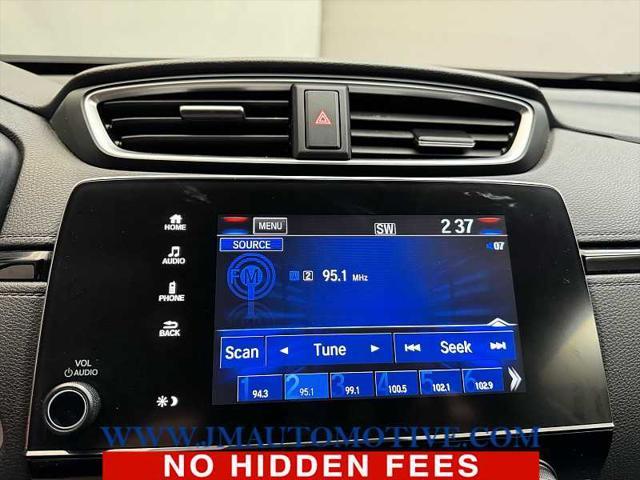 HOME
AUDIO
PHONE
BACK
VOL
AUDIO
MENU
SW
2 37
SOURCE
07
FM
2 95.1 MHz
Scan
Tune
Seek
1 94.3
2 95.1
3 99.1
4 100.5
5 102.1
6 102.9
WWW.JMAUTOMOTIVE.COM
NO HIDDEN FEES